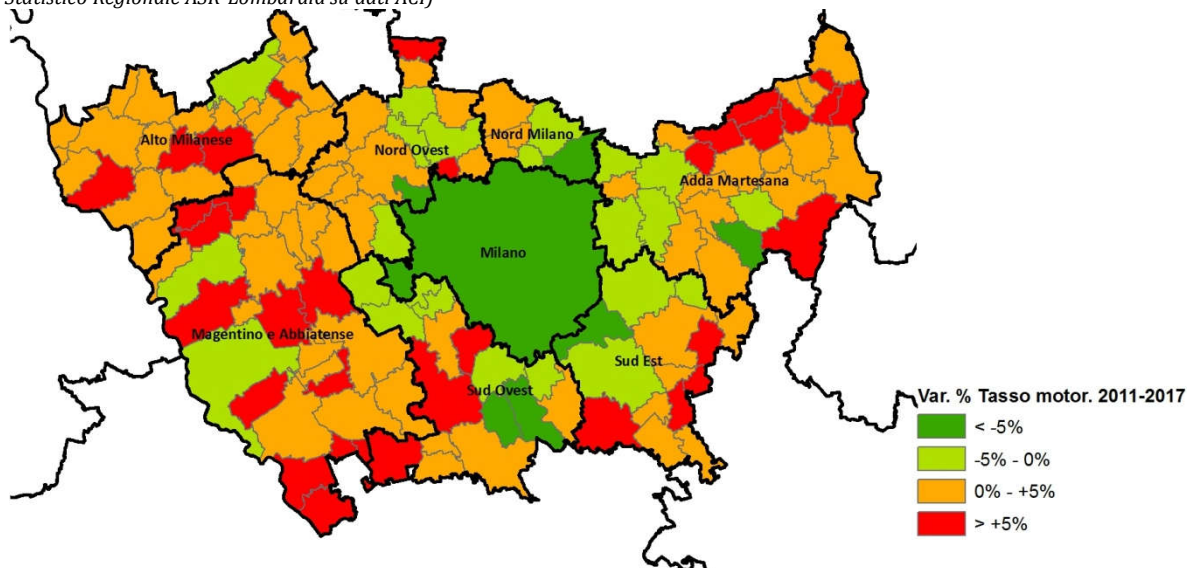 Statistico Regionale ASR-Lombardia su dati ACI)
Alto Milanese
Nord Ovest
Nord Milano
Adda Martesana
Milano
Magentino e Abbiatense
Sud Ovest
Sud Est
Var. % Tasso motor. 2011-2017
< -5%
-5% - 0%
0% - +5%
> +5%